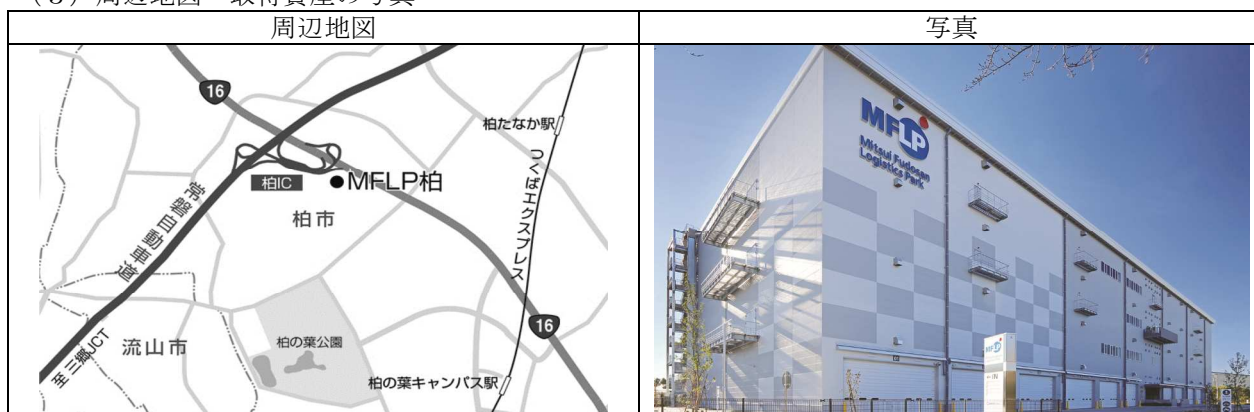 （３）周辺地図・取得資産の写真
周辺地図
写真
16
柏たなか駅
つくばエクスプレス
柏IC
MFLP柏
柏市
常磐自動車道
16
流山市
至三郷JCT
柏の葉公園
柏の葉キャンパス駅
MFLP
Mitsui Fudosan
Logistics Park
MFLP